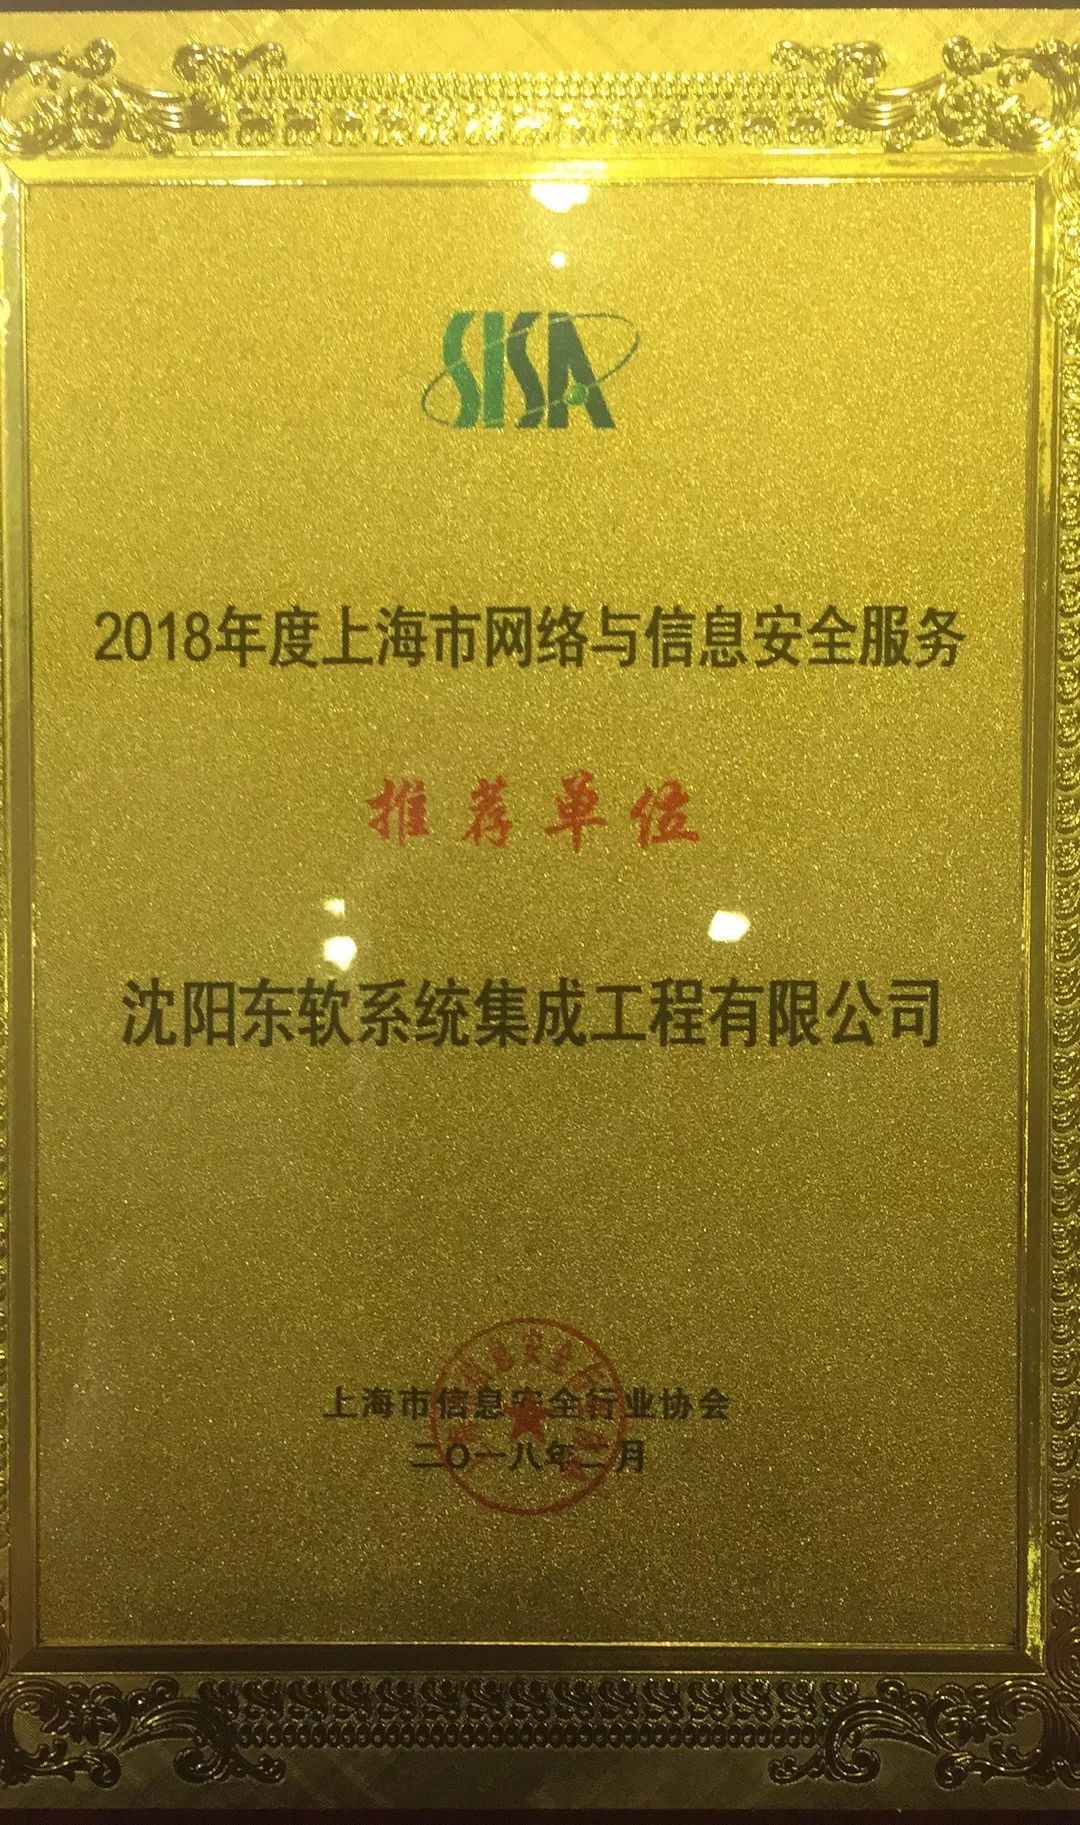 SISA
2018年度上海市网络与信息安全服务
推荐单位
沈阳东软系统集成工程有限公司
上海市信息安全行业协会
二〇一八年二月